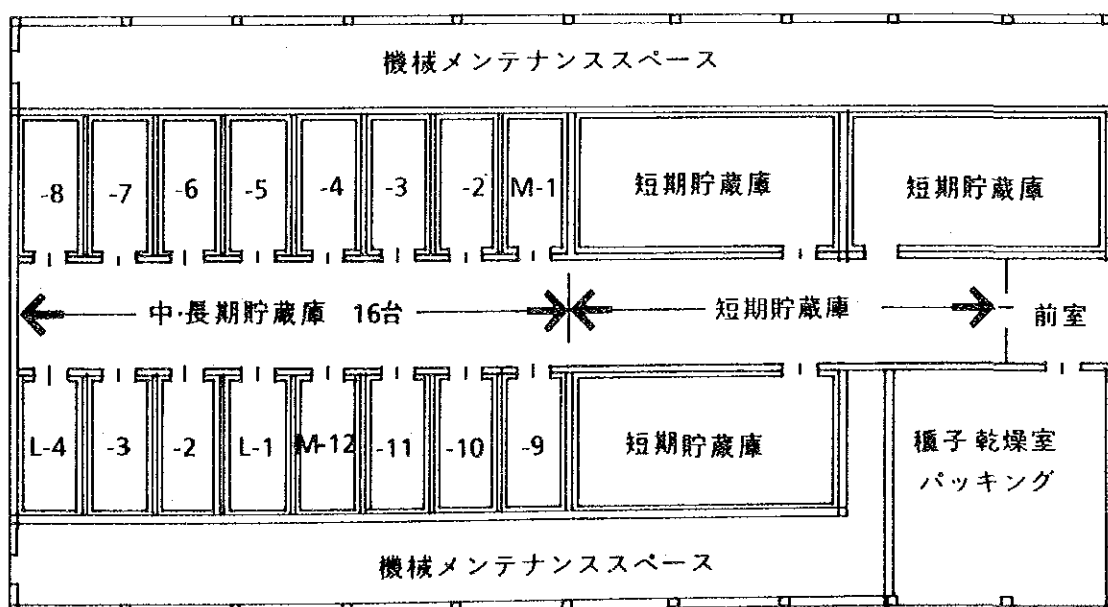 機械メンテナンススペース
-8 -7 -6 -5 -4 -3 -2 M-1 短期貯蔵庫 短期貯蔵庫
中・長期貯蔵庫 16台 短期貯蔵庫 前室
L-4 -3 -2 L-1 M-12 -11 -10 -9 短期貯蔵庫 種子乾燥室
パッキング
機械メンテナンススペース